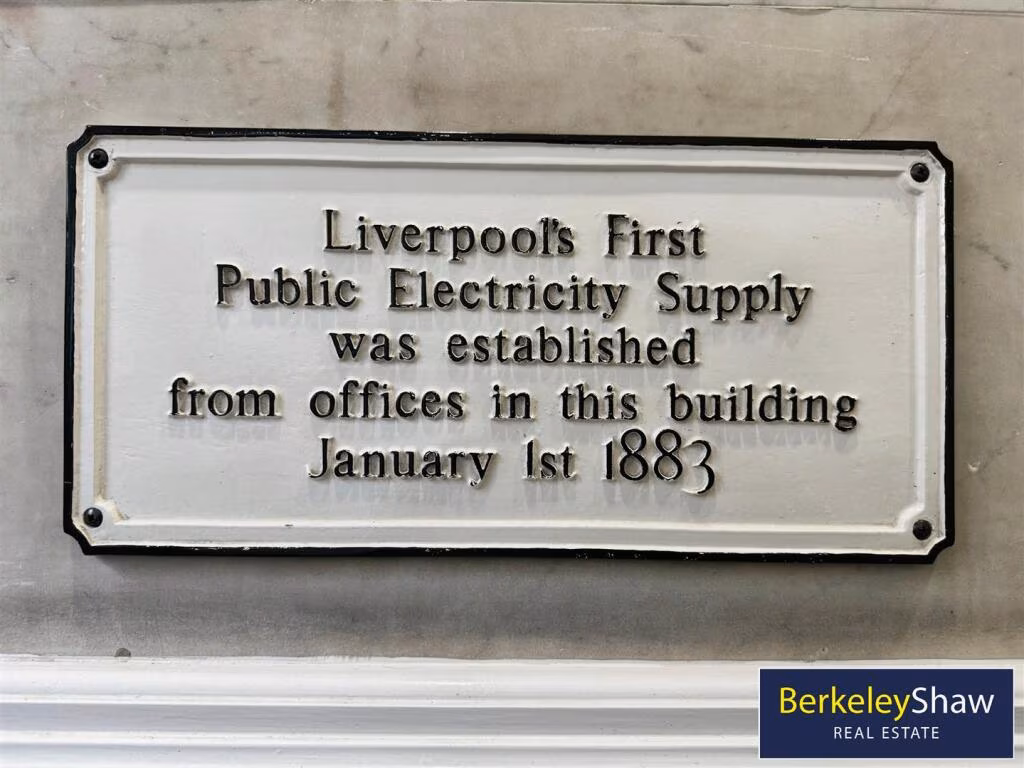 Liverpool's First
Public Electricity Supply
was established
from offices in this building
January 1st 1883
BerkeleyShaw
REAL ESTATE